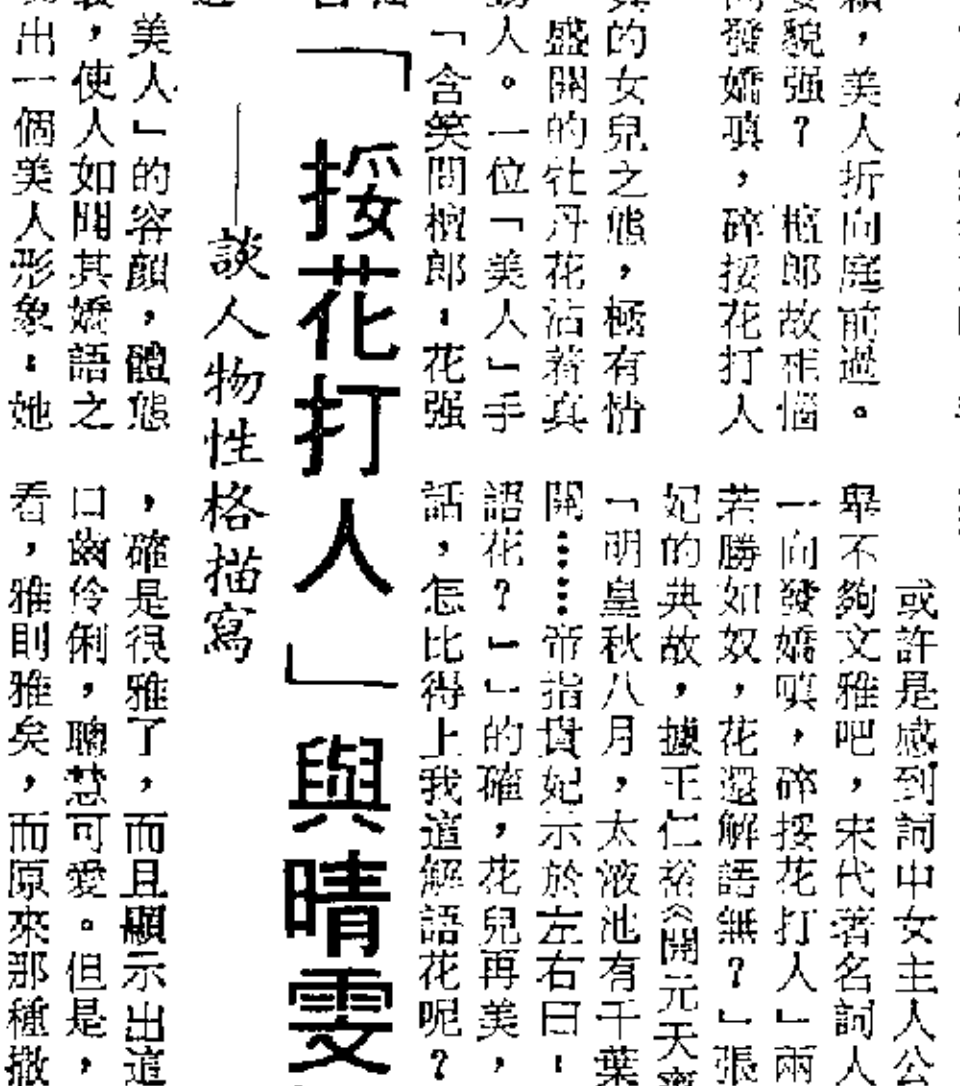 ，美人折向庭前過。
貌强？　檀郎故相惱
發嬌嗔，碎挼花打人
的女兒之態，極有情
盛開的牡丹花沾着真
人。一位「美人」手
「含笑問檀郎：花强
或許是感到詞中女主人公
卑不夠文雅吧，宋代著名詞人
一向發嬌嗔，碎挼花打人」兩
若勝如奴，花還解語無？」張
妃的典故，據王仁裕《開元天
「明皇秋八月，太液池有千葉
開……帝指貴妃示於左右曰：
語花？」」的確，花兒再美，
話，怎比得上我這解語花呢？
「挼花打人」與晴雯
——談人物性格描寫
美人」的容顏，體態
，使人如聞其嬌語之
出一個美人形象：她
，確是很雅了，而且顯示出這
口齒伶俐，聰慧可愛。但是，
看，雅則雅矣，而原來那種撒